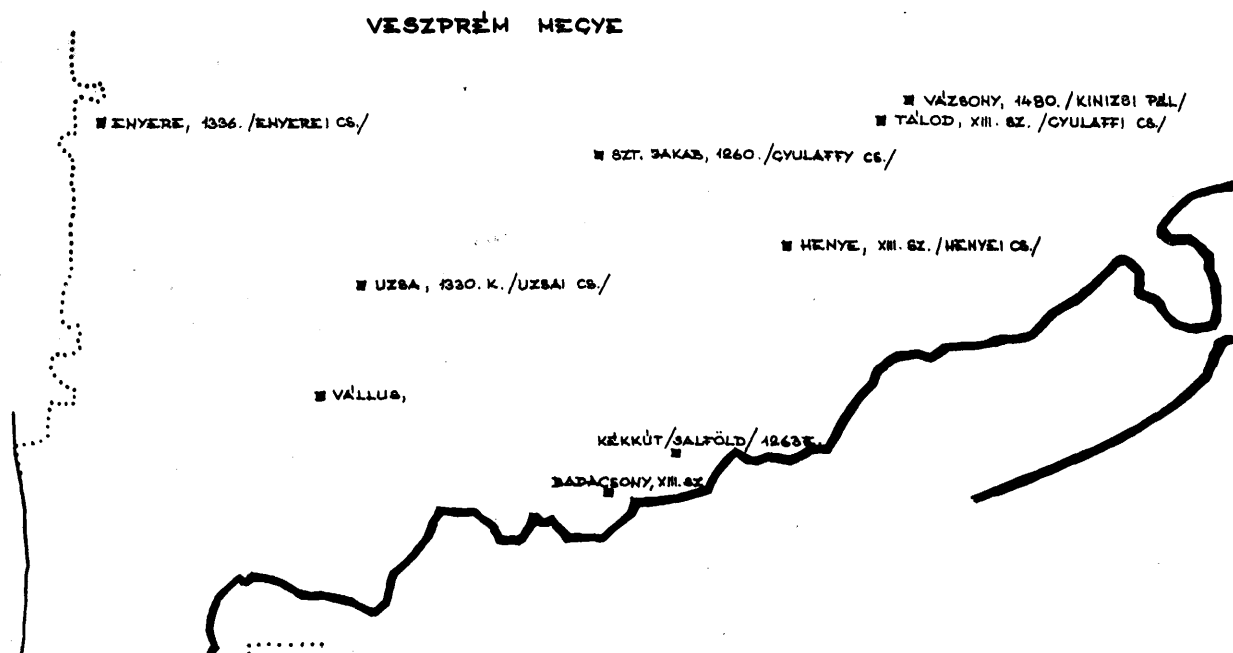 VESZPRÉM MEGYE
VÁZSONY, 1480. /KINIZSI PÁL/
ENYERE, 1336. /ENYEREI CS./
TÁLOD, XIII. SZ. /GYULAFFI CS./
SZT. JAKAB, 1260. /GYULAFFY CS./
HENYE, XIII. SZ. /HENYEI CS./
UZSA, 1330. K. /UZSAI CS./
VÁLLUS,
KÉKKÚT /SALFÖLD/ 1263 E.
BADACSONY, XIII. SZ.